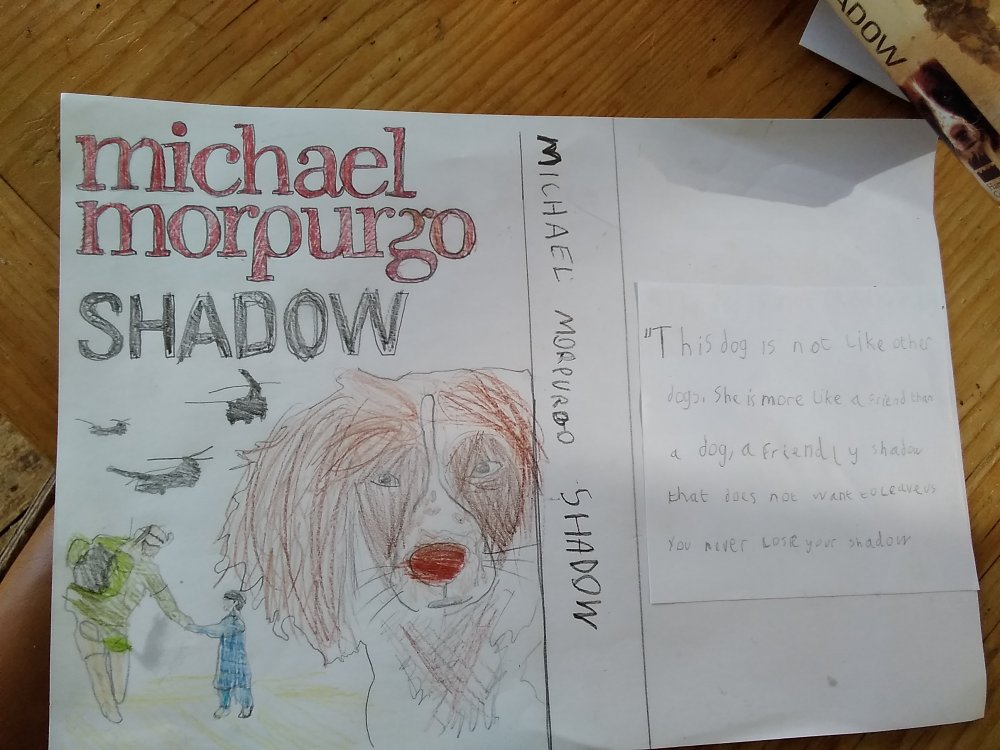 michael
morpurgo
SHADOW
MICHAEL MORPURGO SHADOW
"This dog is not like other
dogs. She is more like a friend than
a dog, a friendly shadow
that does not want to leave us
You never lose your shadow
ADOW